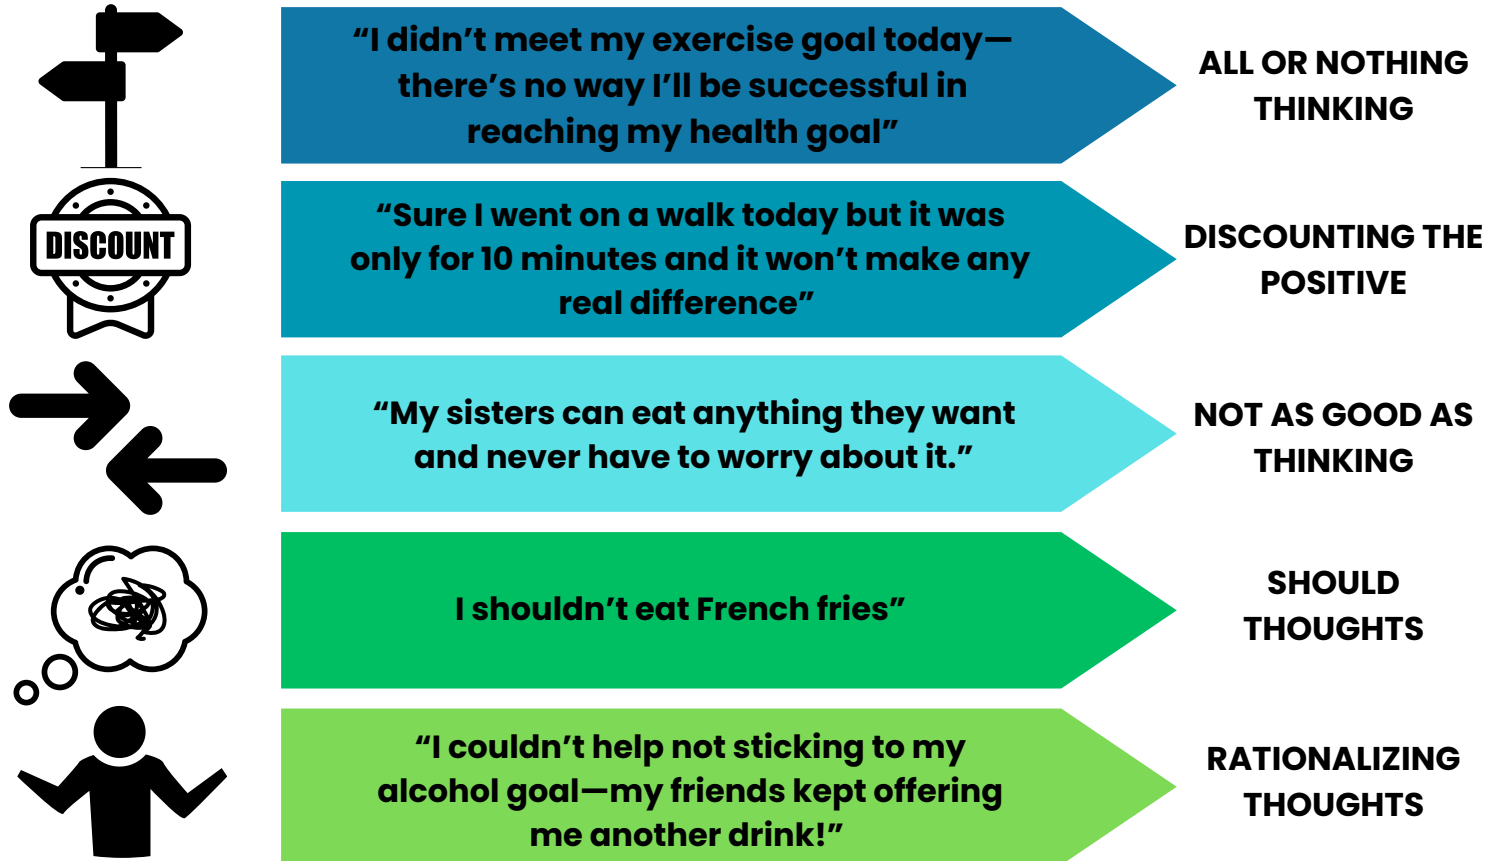 “I didn’t meet my exercise goal today—
there’s no way I’ll be successful in
reaching my health goal”
ALL OR NOTHING
THINKING
DISCOUNT
“Sure I went on a walk today but it was
only for 10 minutes and it won’t make any
real difference”
DISCOUNTING THE
POSITIVE
“My sisters can eat anything they want
and never have to worry about it.”
NOT AS GOOD AS
THINKING
I shouldn’t eat French fries”
SHOULD
THOUGHTS
“I couldn’t help not sticking to my
alcohol goal—my friends kept offering
me another drink!”
RATIONALIZING
THOUGHTS